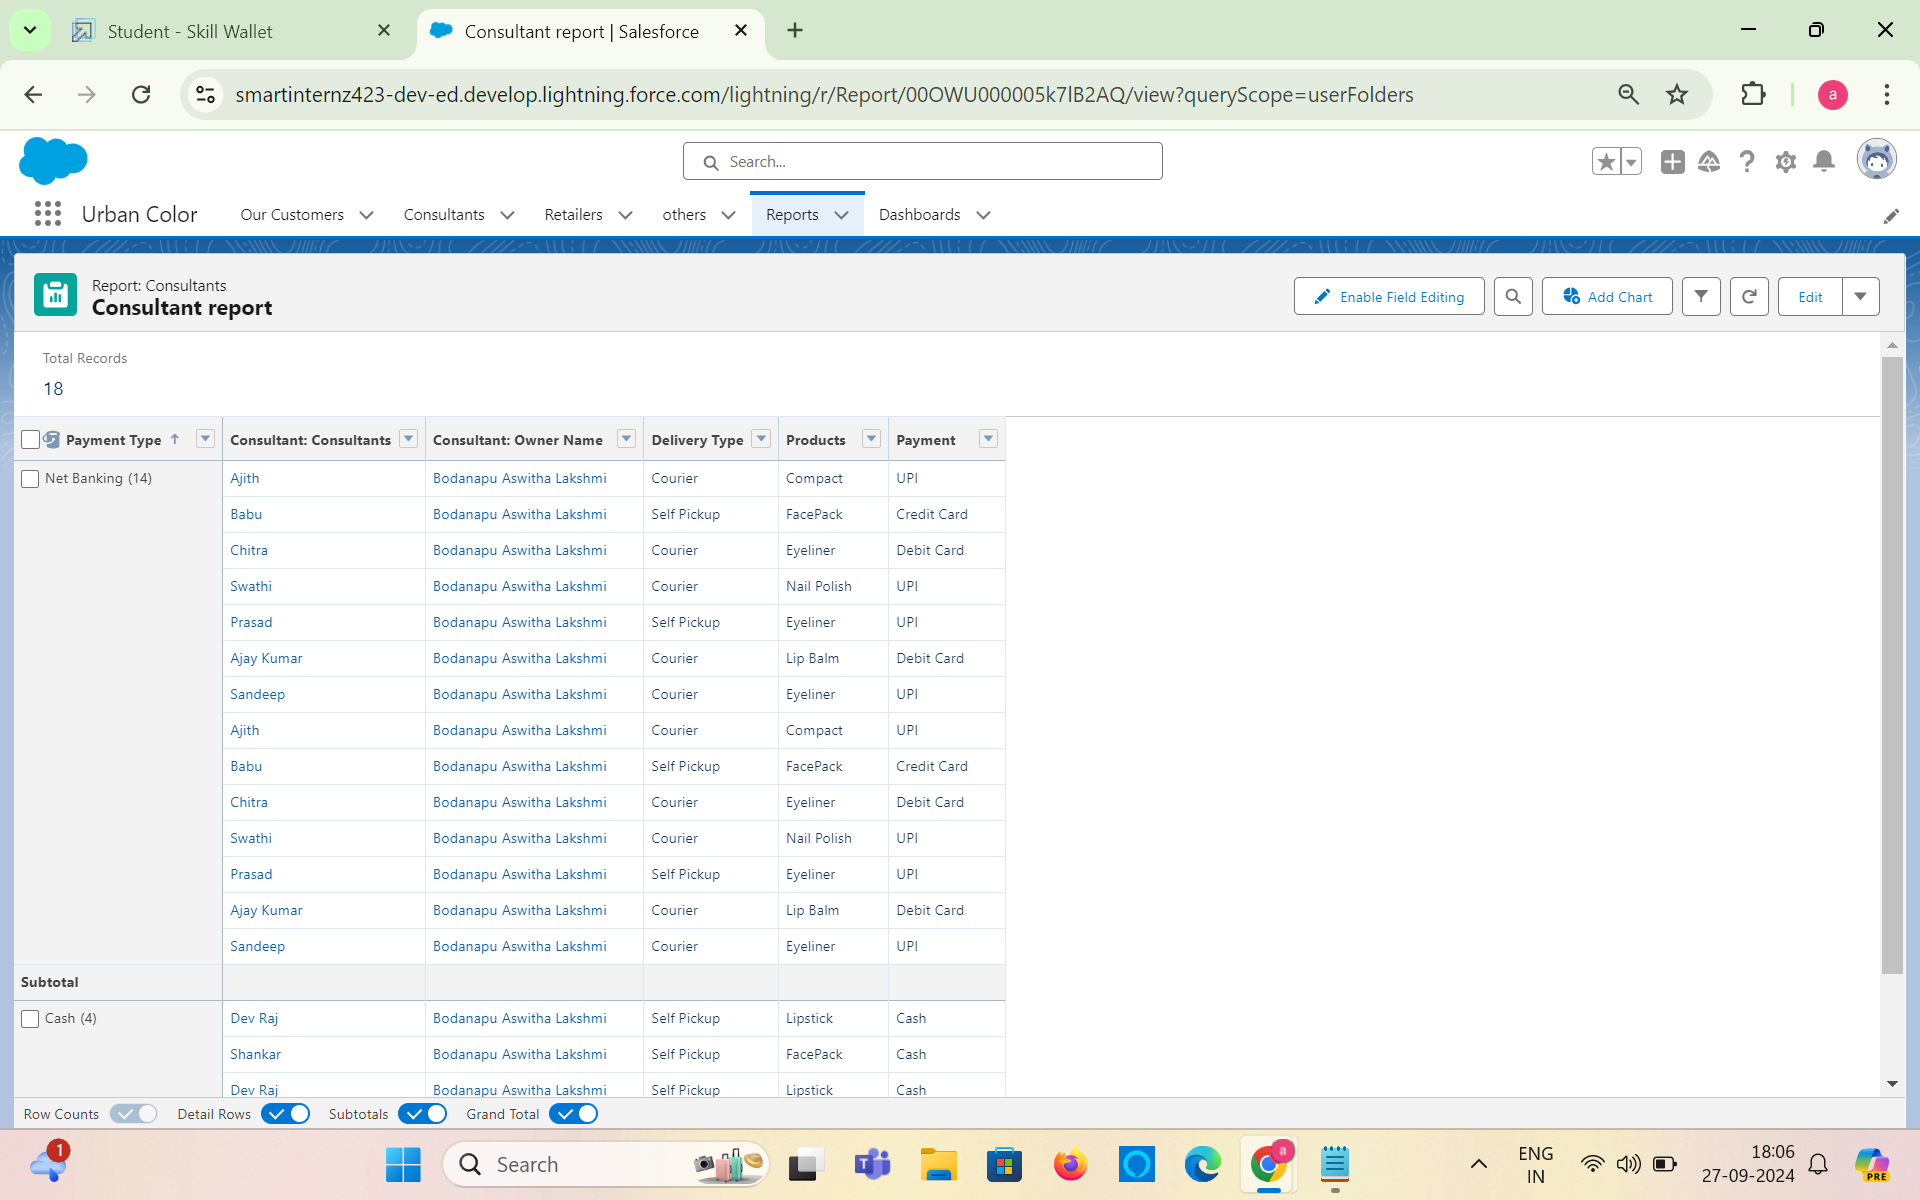 Student - Skill Wallet
Consultant report | Salesforce
smartinternz423-dev-ed.develop.lightning.force.com/lightning/r/Report/00OWU000005k7lB2AQ/view?queryScope=userFolders
a
Search...
Urban Color
Our Customers
Consultants
Retailers
others
Reports
Dashboards
Report: Consultants
Consultant report
Enable Field Editing
Add Chart
Edit
Total Records
18
Payment Type ↑ Consultant: Consultants Consultant: Owner Name Delivery Type Products Payment
Net Banking (14) Ajith Bodanapu Aswitha Lakshmi Courier Compact UPI
Babu Bodanapu Aswitha Lakshmi Self Pickup FacePack Credit Card
Chitra Bodanapu Aswitha Lakshmi Courier Eyeliner Debit Card
Swathi Bodanapu Aswitha Lakshmi Courier Nail Polish UPI
Prasad Bodanapu Aswitha Lakshmi Self Pickup Eyeliner UPI
Ajay Kumar Bodanapu Aswitha Lakshmi Courier Lip Balm Debit Card
Sandeep Bodanapu Aswitha Lakshmi Courier Eyeliner UPI
Ajith Bodanapu Aswitha Lakshmi Courier Compact UPI
Babu Bodanapu Aswitha Lakshmi Self Pickup FacePack Credit Card
Chitra Bodanapu Aswitha Lakshmi Courier Eyeliner Debit Card
Swathi Bodanapu Aswitha Lakshmi Courier Nail Polish UPI
Prasad Bodanapu Aswitha Lakshmi Self Pickup Eyeliner UPI
Ajay Kumar Bodanapu Aswitha Lakshmi Courier Lip Balm Debit Card
Sandeep Bodanapu Aswitha Lakshmi Courier Eyeliner UPI
Subtotal
Cash (4) Dev Raj Bodanapu Aswitha Lakshmi Self Pickup Lipstick Cash
Shankar Bodanapu Aswitha Lakshmi Self Pickup FacePack Cash
Dev Raj Bodanapu Aswitha Lakshmi Self Pickup Lipstick Cash
Row Counts Detail Rows Subtotals Grand Total
1
Search
a
ENG
IN
18:06
27-09-2024
PRE